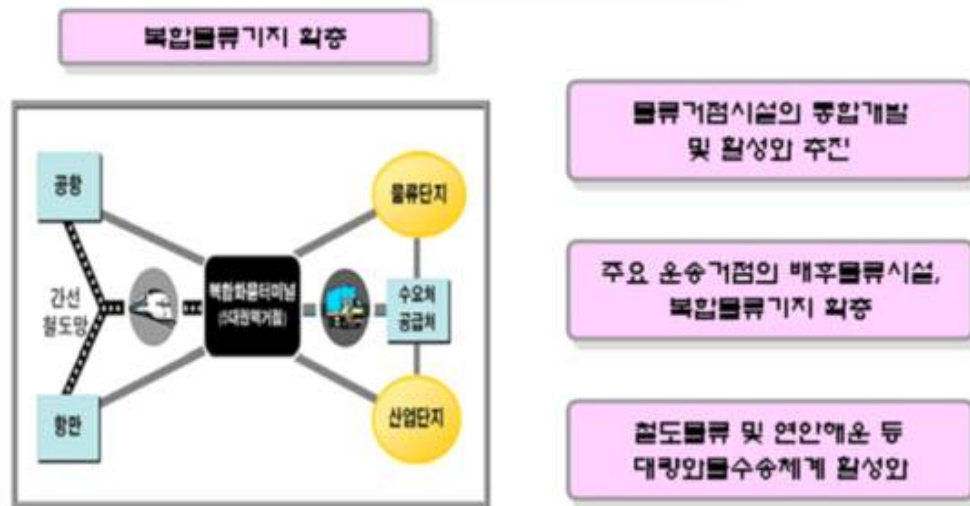 복합물류기지 확충
물류거점시설의 통합개발
및 활성화 추진
공항
물류단지
주요 운송거점의 배후물류시설,
복합물류기지 확충
간선
철도망
복합화물터미널
(5대권역거점)
수요처
공급처
항만
산업단지
철도물류 및 연안해운 등
대량화물수송체계 활성화